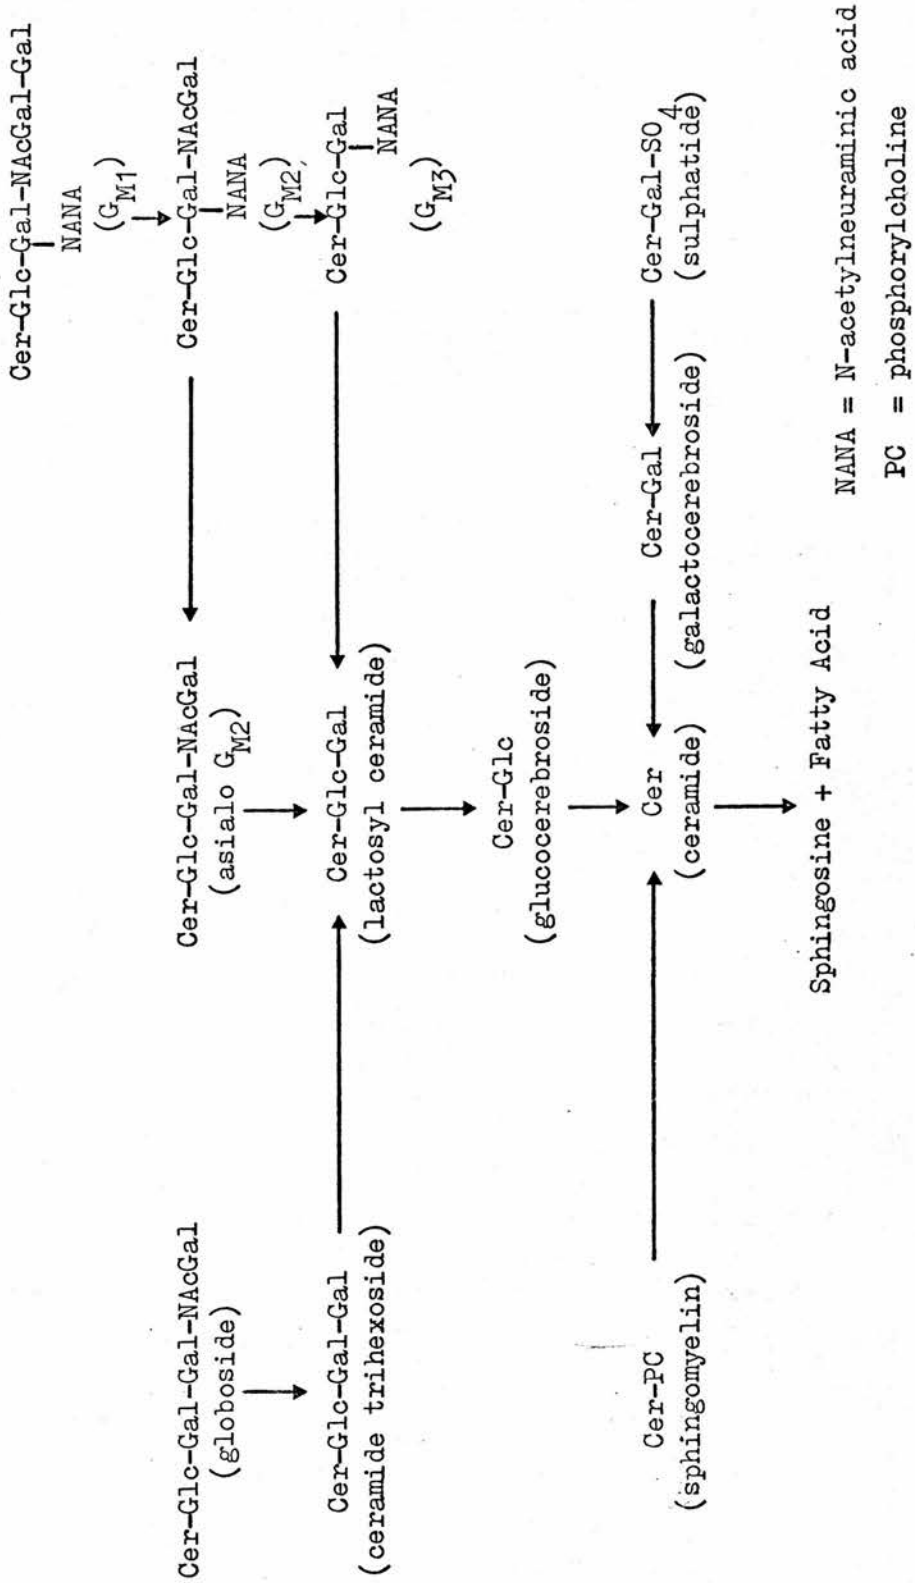 Cer-Glc-Gal-NAcGal-Gal
NANA
(GM1)
Cer-Glc-Gal-Gal-NAcGal
(globoside)
Cer-Glc-Gal-NAcGal
(asialo GM2)
Cer-Glc-Gal-NAcGal
NANA
(GM2)
Cer-Glc-Gal-Gal
(ceramide trihexoside)
Cer-Glc-Gal
(lactosyl ceramide)
Cer-Glc-Gal
NANA
(GM3)
Cer-Glc
(glucocerebroside)
Cer-PC
(sphingomyelin)
Cer
(ceramide)
Cer-Gal
(galactocerebroside)
Cer-Gal-SO4
(sulphatide)
Sphingosine + Fatty Acid
NANA = N-acetylneuraminic acid
PC = phosphorylcholine